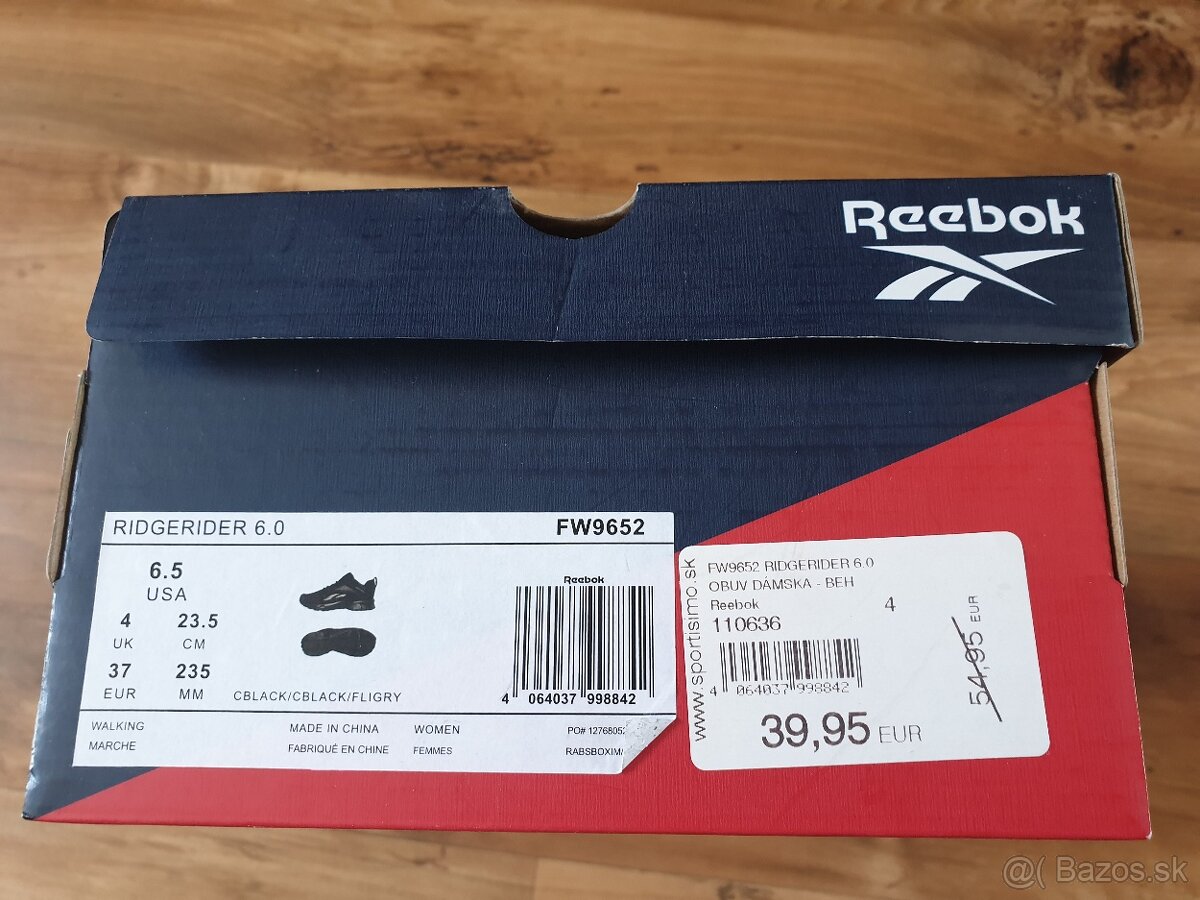 Reebok
RIDGERIDER 6.0 FW9652
6.5
USA
4 23.5
UK CM
37 235
EUR MM
CBLACK/CBLACK/FLIGRY
Reebok
4 064037 998842
WALKING MADE IN CHINA WOMEN
MARCHE FABRIQUÉ EN CHINE FEMMES
www.sportisimo.sk
FW9652 RIDGERIDER 6.0
OBUV DÁMSKA - BEH
Reebok 4
110636
4 064037 998842
39,95 EUR
54,95 EUR
@( Bazos.sk